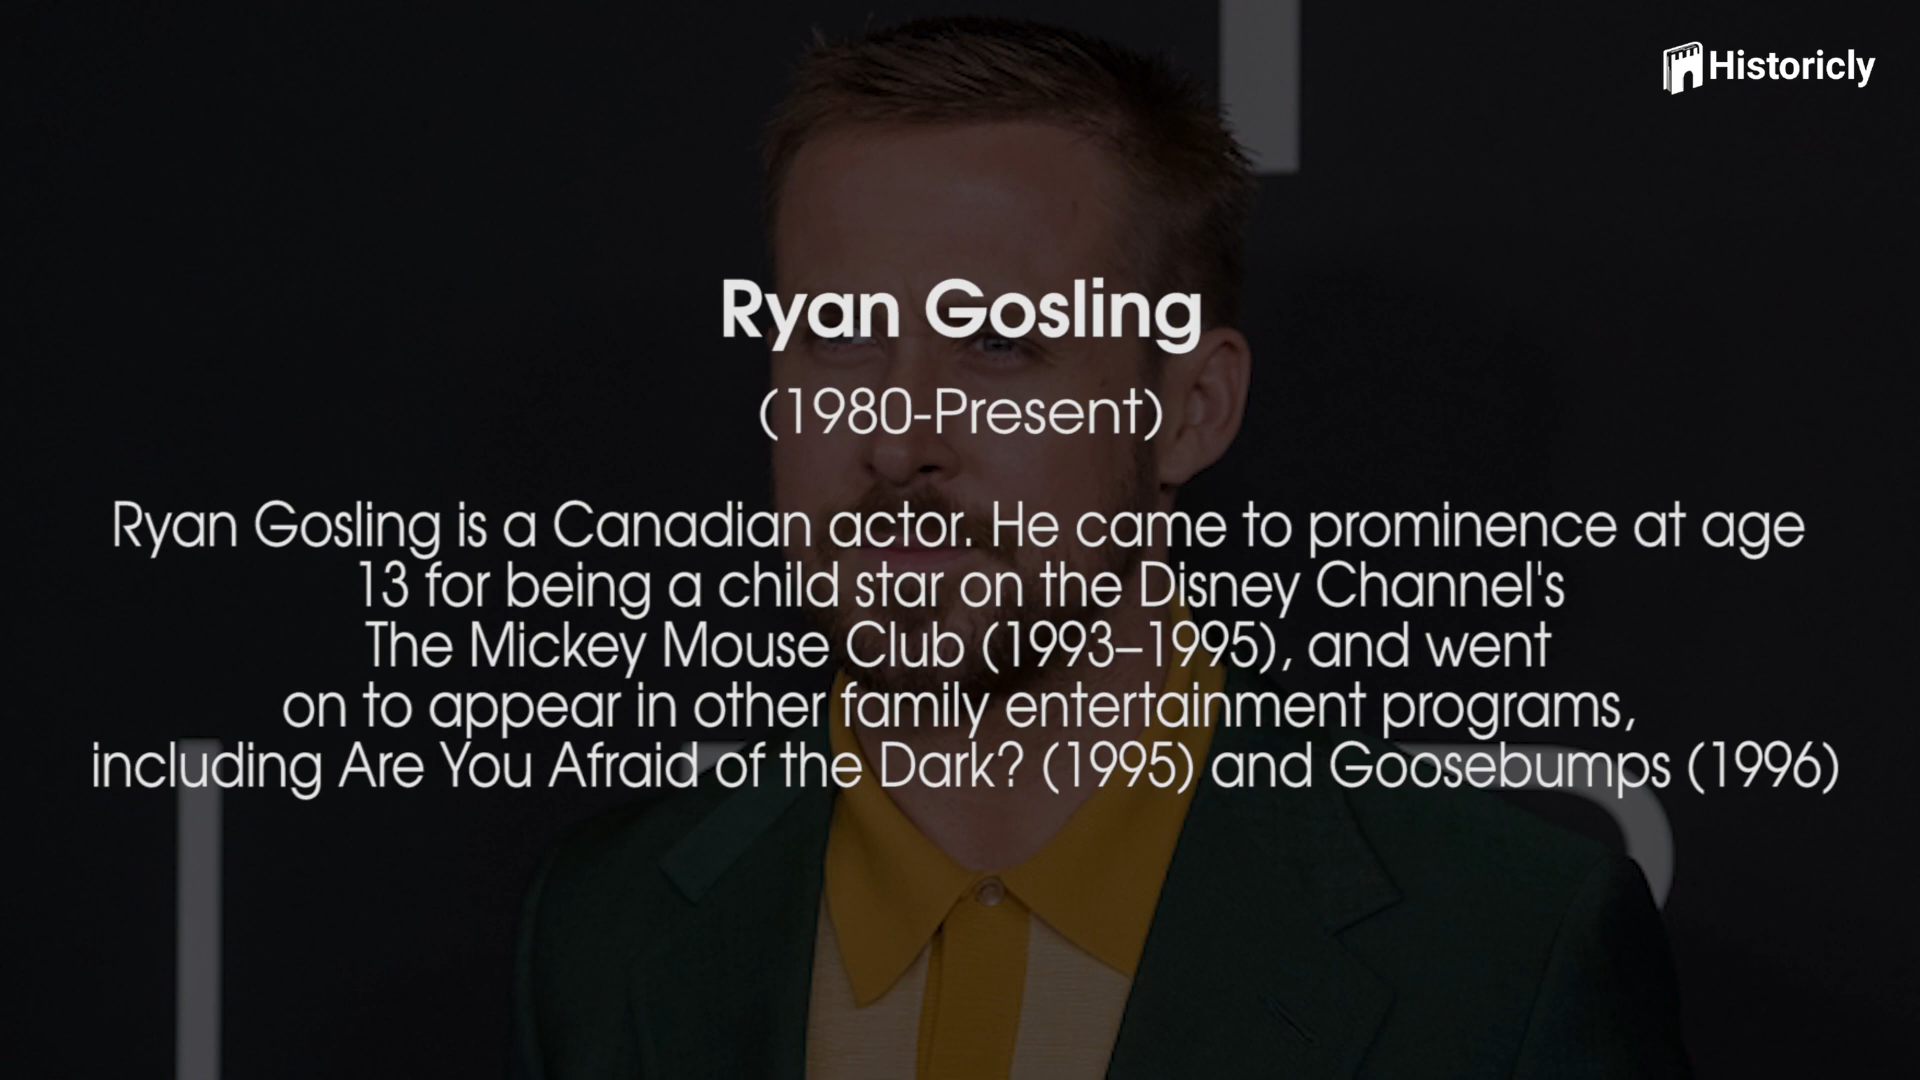 Historicly
Ryan Gosling
(1980-Present)
Ryan Gosling is a Canadian actor. He came to prominence at age
13 for being a child star on the Disney Channel's
The Mickey Mouse Club (1993–1995), and went
on to appear in other family entertainment programs,
including Are You Afraid of the Dark? (1995) and Goosebumps (1996)